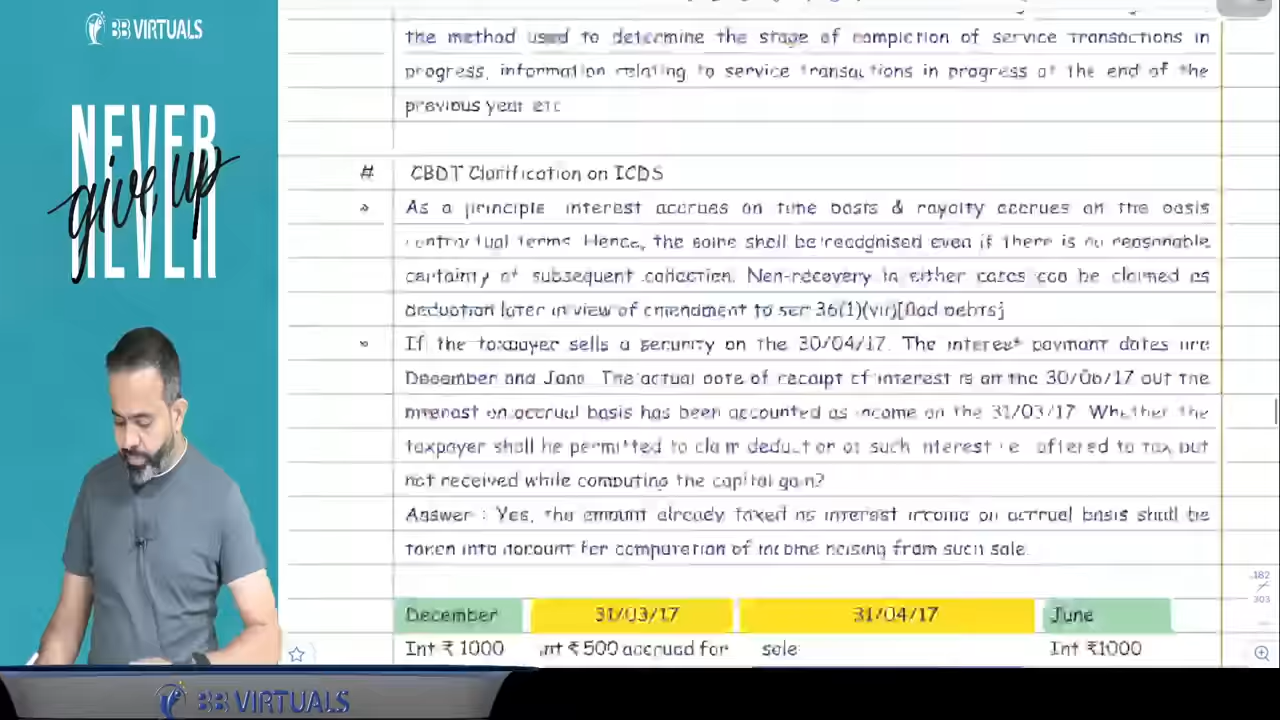 BB VIRTUALS
NEVER
give up
NEVER
the method used to determine the stage of completion of service transactions in
progress, information relating to service transactions in progress at the end of the
previous year etc
# CBDT Clarification on ICDS
As a principle interest accrues on time basis & royalty accrues on the basis
contractual terms. Hence, the same shall be recognised even if there is no reasonable
certainty of subsequent collection. Non-recovery in either cases can be claimed as
deduction later in view of amendment to sec 36(1)(vii)[Bad debts]
If the taxpayer sells a security on the 30/04/17. The interest payment dates are
December and June. The actual date of receipt of interest is on the 30/06/17 but the
interest on accrual basis has been accounted as income on the 31/03/17. Whether the
taxpayer shall be permitted to claim deduction of such interest i.e. offered to tax but
not received while computing the capital gain?
Answer : Yes, the amount already taxed as interest income on accrual basis shall be
taken into account for computation of income raising from such sale.
December 31/03/17 31/04/17 June
Int ₹ 1000 Int ₹ 500 accrued for sale Int ₹1000
182
303
BB VIRTUALS